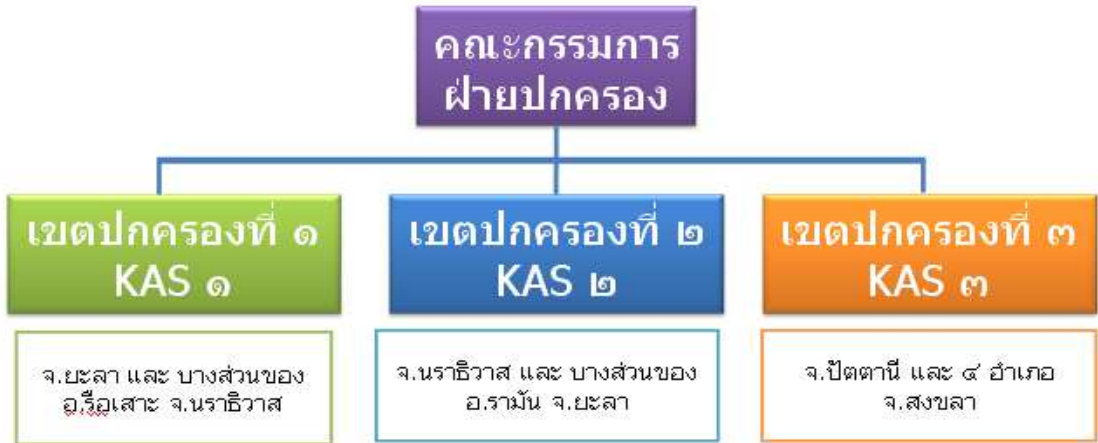 คณะกรรมการ
ฝ่ายปกครอง
เขตปกครองที่ ๑
KAS ๑
เขตปกครองที่ ๒
KAS ๒
เขตปกครองที่ ๓
KAS ๓
จ.ยะลา และ บางส่วนของ
อ.รือเสาะ จ.นราธิวาส
จ.นราธิวาส และ บางส่วนของ
อ.รามัน จ.ยะลา
จ.ปัตตานี และ ๔ อำเภอ
จ.สงขลา